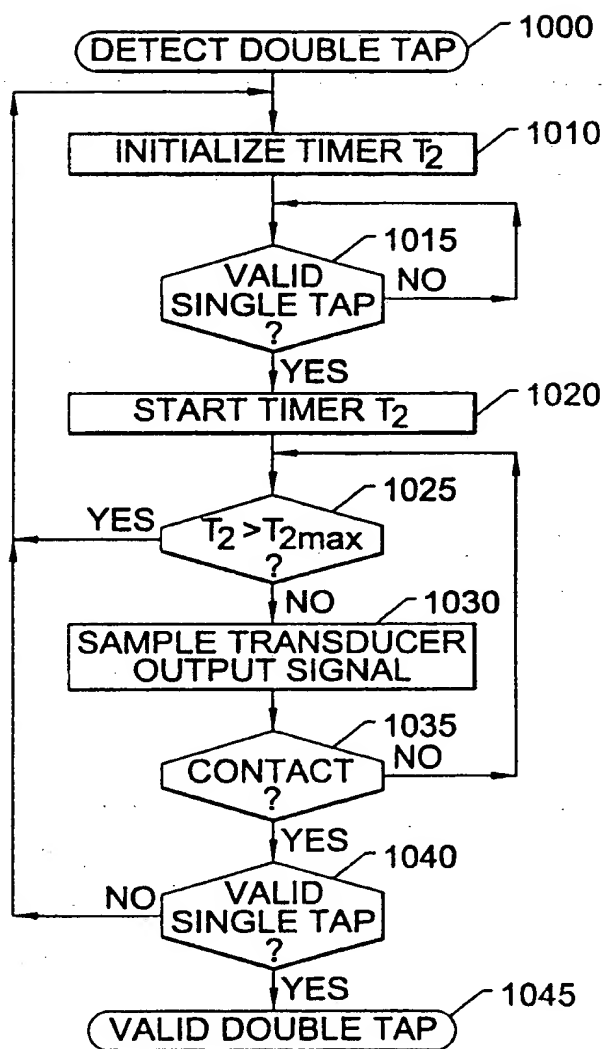 DETECT DOUBLE TAP
1000
INITIALIZE TIMER T2
1010
1015
VALID
SINGLE TAP
?
NO
YES
START TIMER T2
1020
1025
YES
T2 > T2max
?
NO
1030
SAMPLE TRANSDUCER
OUTPUT SIGNAL
1035
CONTACT
?
NO
YES
1040
NO
VALID
SINGLE TAP
?
YES
1045
VALID DOUBLE TAP